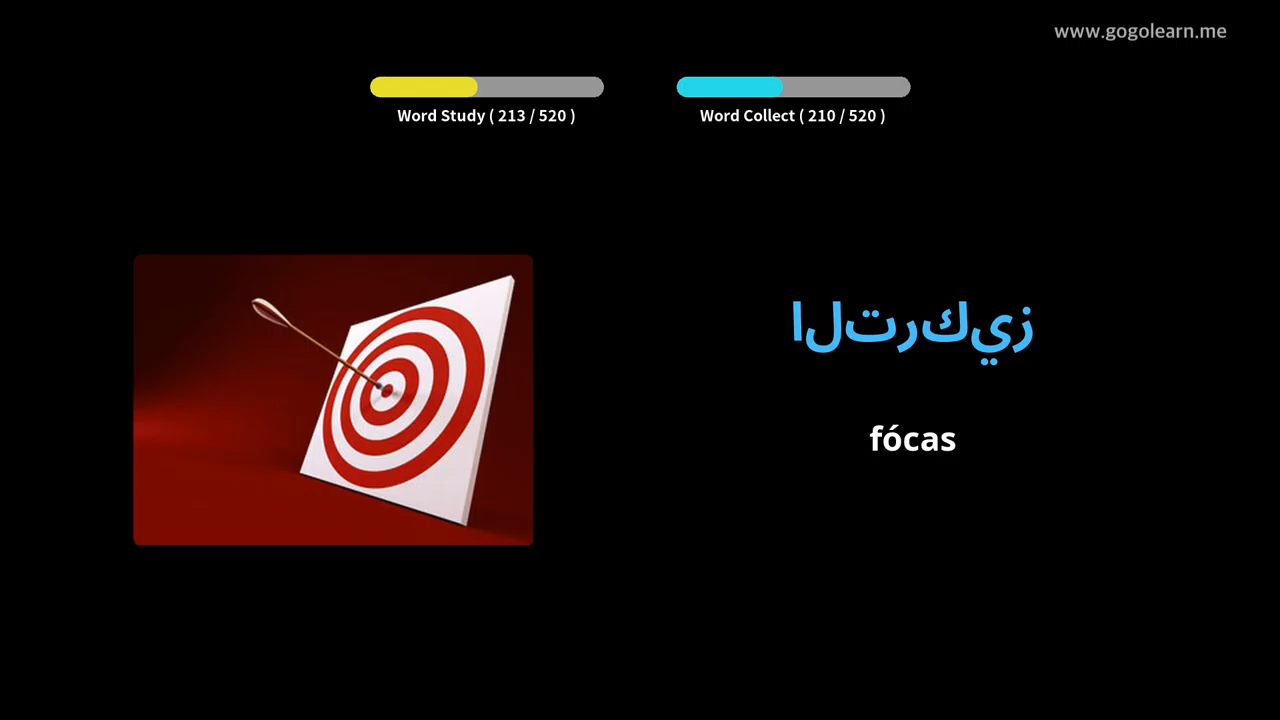 www.gogolearn.me
Word Study ( 213 / 520 )
Word Collect ( 210 / 520 )
التركيز
fócas